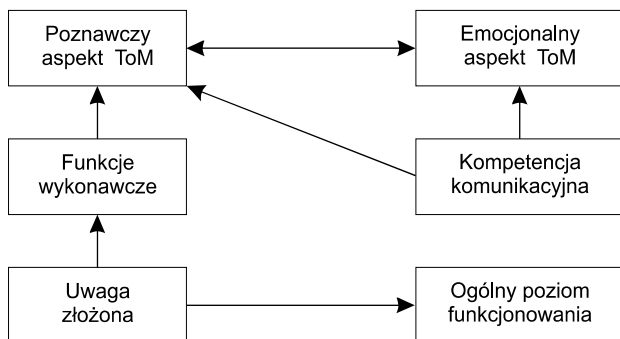 Poznawczy
aspekt ToM
Emocjonalny
aspekt ToM
Funkcje
wykonawcze
Kompetencja
komunikacyjna
Uwaga
złożona
Ogólny poziom
funkcjonowania